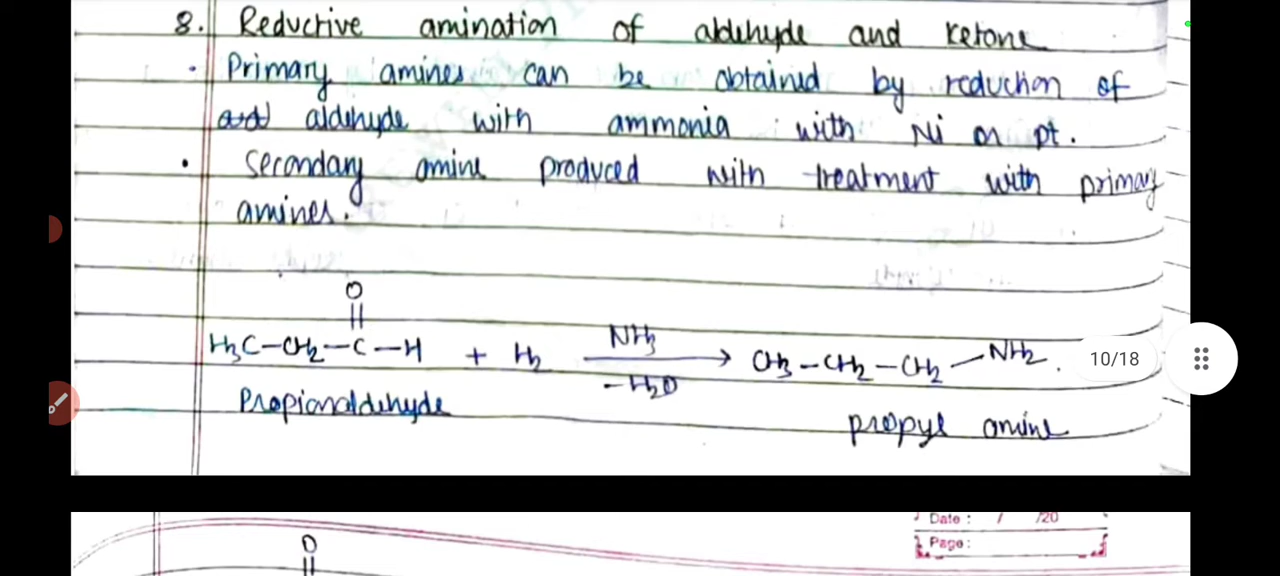 8. Reductive amination of aldehyde and ketone
• Primary amines can be obtained by reduction of
aldehyde with ammonia with Ni or pt.
• Secondary amine produced with treatment with primary
amines.
O
||
H3C-CH2-C-H + H2 NH3 → CH3-CH2-CH2-NH2.
-H2O
Propionaldehyde
propyl amine
10/18
Date: / /20
Page:
O
||